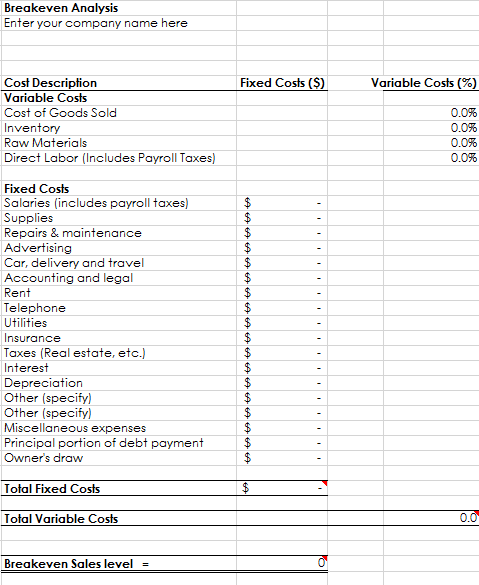 Breakeven Analysis
Enter your company name here
Cost Description Fixed Costs ($) Variable Costs (%)
Variable Costs
Cost of Goods Sold 0.0%
Inventory 0.0%
Raw Materials 0.0%
Direct Labor (Includes Payroll Taxes) 0.0%
Fixed Costs
Salaries (includes payroll taxes) $ -
Supplies $ -
Repairs & maintenance $ -
Advertising $ -
Car, delivery and travel $ -
Accounting and legal $ -
Rent $ -
Telephone $ -
Utilities $ -
Insurance $ -
Taxes (Real estate, etc.) $ -
Interest $ -
Depreciation $ -
Other (specify) $ -
Other (specify) $ -
Miscellaneous expenses $ -
Principal portion of debt payment $ -
Owner's draw $ -
Total Fixed Costs $ -
Total Variable Costs 0.0
Breakeven Sales level = 0